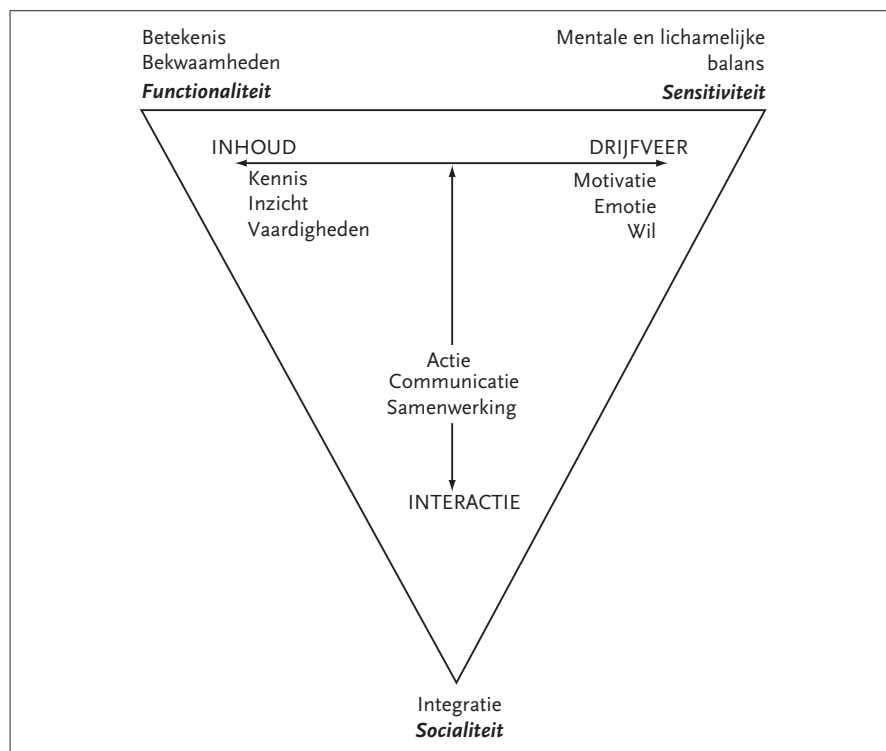 Betekenis
Bekwaamheden
Functionaliteit
Mentale en lichamelijke
balans
Sensitiviteit
INHOUD
Kennis
Inzicht
Vaardigheden
DRIJFVEER
Motivatie
Emotie
Wil
Actie
Communicatie
Samenwerking
INTERACTIE
Integratie
Socialiteit